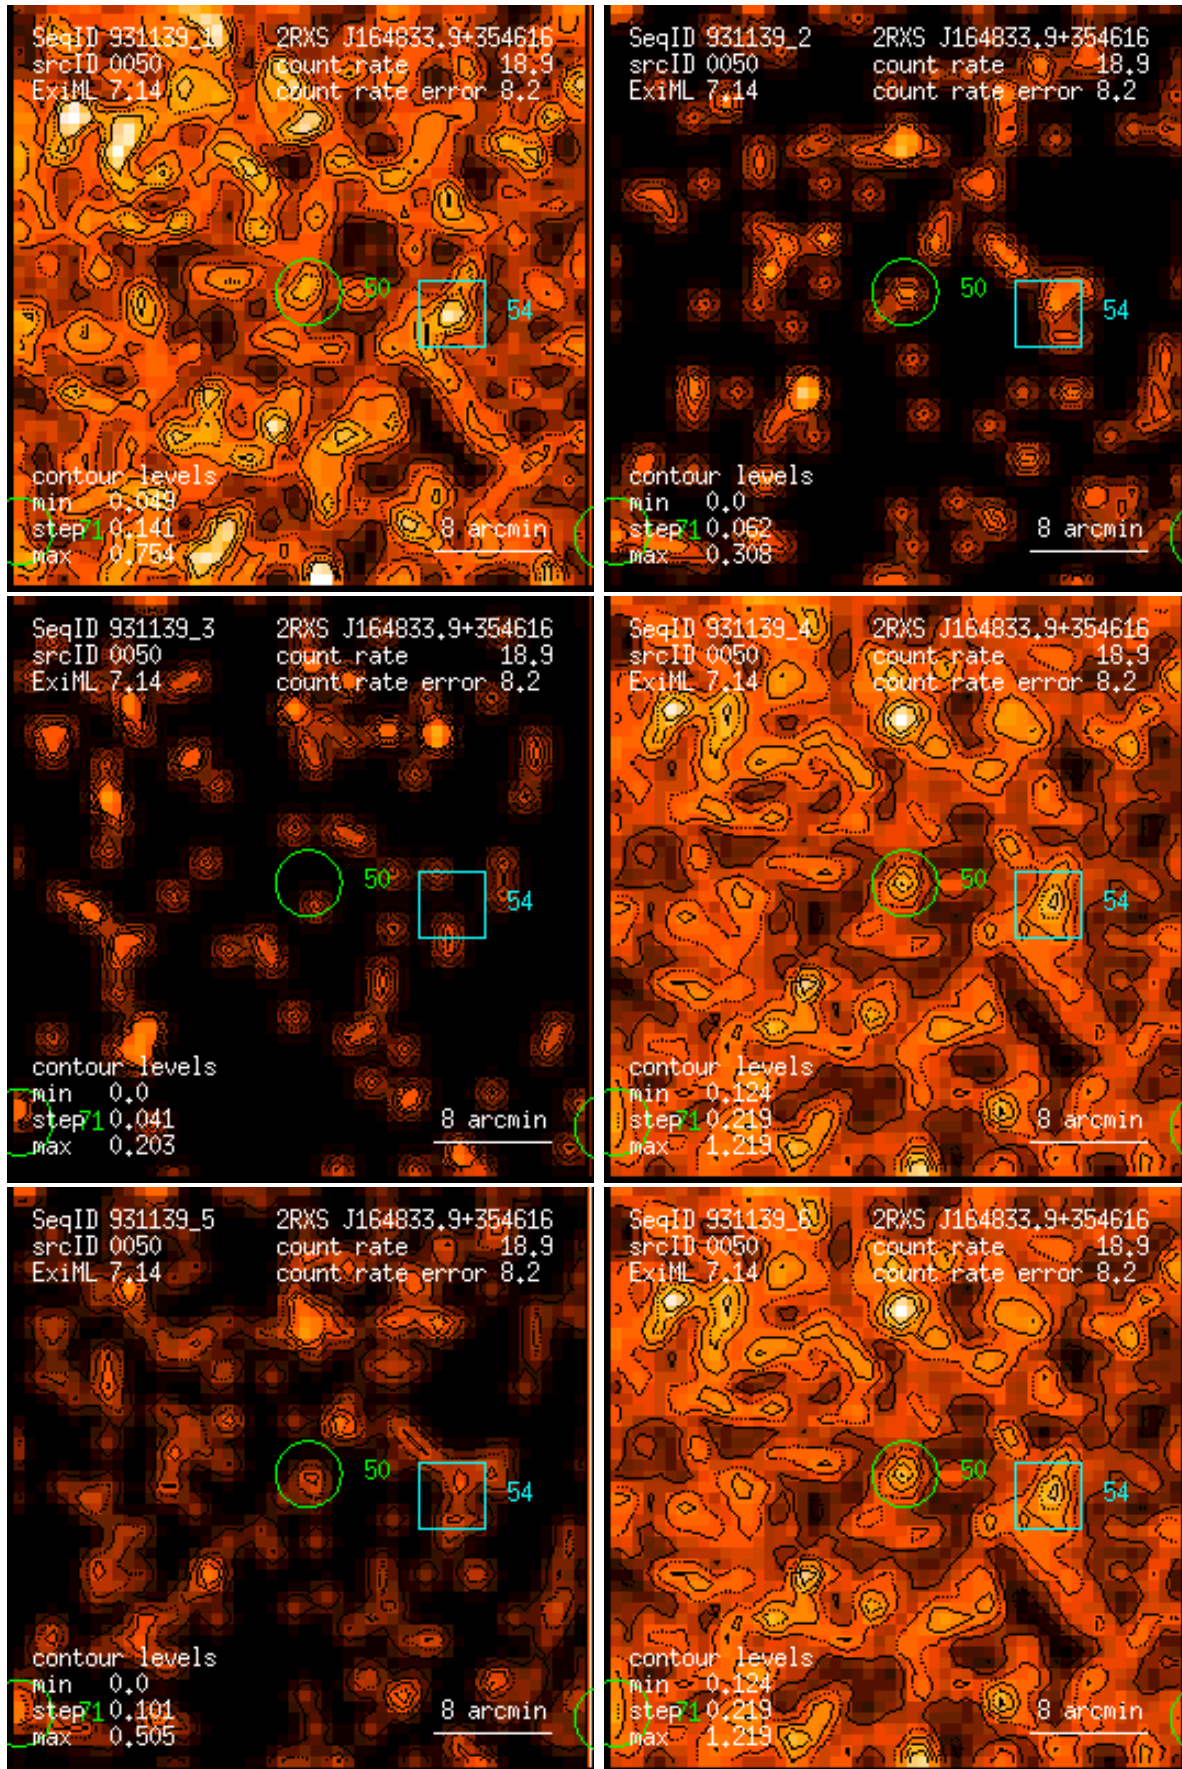 SeqID 931139_1 2RXS J164833.9+354616
srcID 0050 count rate 18.9
ExiML 7.14 count rate error 8.2
50
54
contour levels
min 0.049
step 0.141
71
max 0.754
8 arcmin
SeqID 931139_2 2RXS J164833.9+354616
srcID 0050 count rate 18.9
ExiML 7.14 count rate error 8.2
50
54
contour levels
min 0.0
step 0.062
71
max 0.308
8 arcmin
SeqID 931139_3 2RXS J164833.9+354616
srcID 0050 count rate 18.9
ExiML 7.14 count rate error 8.2
50
54
contour levels
min 0.0
step 0.041
71
max 0.203
8 arcmin
SeqID 931139_4 2RXS J164833.9+354616
srcID 0050 count rate 18.9
ExiML 7.14 count rate error 8.2
50
54
contour levels
min 0.124
step 0.219
71
max 1.219
8 arcmin
SeqID 931139_5 2RXS J164833.9+354616
srcID 0050 count rate 18.9
ExiML 7.14 count rate error 8.2
50
54
contour levels
min 0.0
step 0.101
71
max 0.505
8 arcmin
SeqID 931139_6 2RXS J164833.9+354616
srcID 0050 count rate 18.9
ExiML 7.14 count rate error 8.2
50
54
contour levels
min 0.124
step 0.219
71
max 1.219
8 arcmin